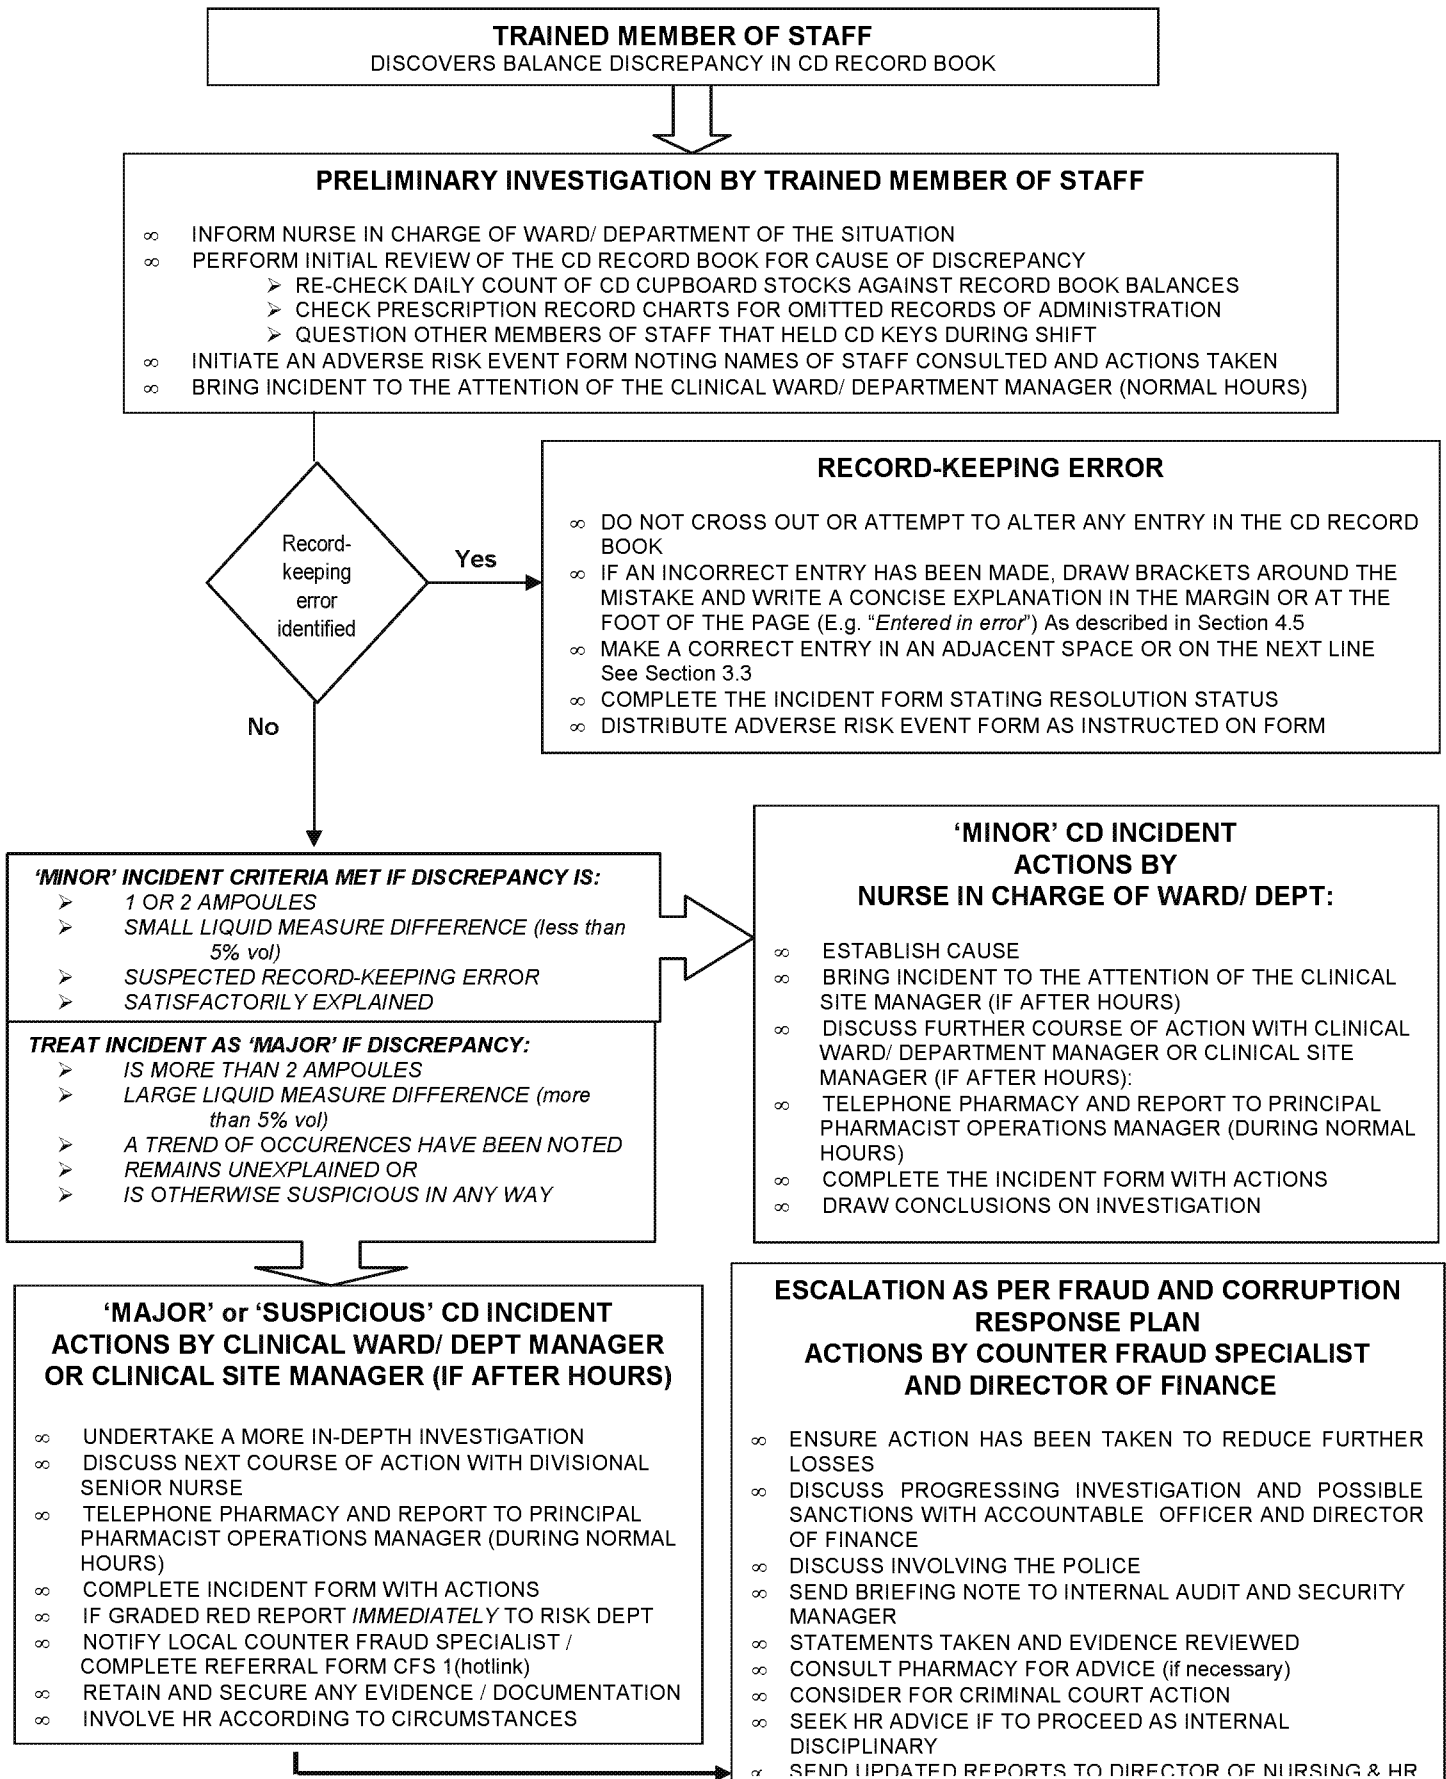 TRAINED MEMBER OF STAFF
DISCOVERS BALANCE DISCREPANCY IN CD RECORD BOOK
PRELIMINARY INVESTIGATION BY TRAINED MEMBER OF STAFF
∞ INFORM NURSE IN CHARGE OF WARD/ DEPARTMENT OF THE SITUATION
∞ PERFORM INITIAL REVIEW OF THE CD RECORD BOOK FOR CAUSE OF DISCREPANCY
➢ RE-CHECK DAILY COUNT OF CD CUPBOARD STOCKS AGAINST RECORD BOOK BALANCES
➢ CHECK PRESCRIPTION RECORD CHARTS FOR OMITTED RECORDS OF ADMINISTRATION
➢ QUESTION OTHER MEMBERS OF STAFF THAT HELD CD KEYS DURING SHIFT
∞ INITIATE AN ADVERSE RISK EVENT FORM NOTING NAMES OF STAFF CONSULTED AND ACTIONS TAKEN
∞ BRING INCIDENT TO THE ATTENTION OF THE CLINICAL WARD/ DEPARTMENT MANAGER (NORMAL HOURS)
Record-
keeping
error
identified
Yes
No
RECORD-KEEPING ERROR
∞ DO NOT CROSS OUT OR ATTEMPT TO ALTER ANY ENTRY IN THE CD RECORD
BOOK
∞ IF AN INCORRECT ENTRY HAS BEEN MADE, DRAW BRACKETS AROUND THE
MISTAKE AND WRITE A CONCISE EXPLANATION IN THE MARGIN OR AT THE
FOOT OF THE PAGE (E.g. “Entered in error”) As described in Section 4.5
∞ MAKE A CORRECT ENTRY IN AN ADJACENT SPACE OR ON THE NEXT LINE
See Section 3.3
∞ COMPLETE THE INCIDENT FORM STATING RESOLUTION STATUS
∞ DISTRIBUTE ADVERSE RISK EVENT FORM AS INSTRUCTED ON FORM
‘MINOR’ INCIDENT CRITERIA MET IF DISCREPANCY IS:
➢ 1 OR 2 AMPOULES
➢ SMALL LIQUID MEASURE DIFFERENCE (less than
5% vol)
➢ SUSPECTED RECORD-KEEPING ERROR
➢ SATISFACTORILY EXPLAINED
TREAT INCIDENT AS ‘MAJOR’ IF DISCREPANCY:
➢ IS MORE THAN 2 AMPOULES
➢ LARGE LIQUID MEASURE DIFFERENCE (more
than 5% vol)
➢ A TREND OF OCCURENCES HAVE BEEN NOTED
➢ REMAINS UNEXPLAINED OR
➢ IS OTHERWISE SUSPICIOUS IN ANY WAY
‘MINOR’ CD INCIDENT
ACTIONS BY
NURSE IN CHARGE OF WARD/ DEPT:
∞ ESTABLISH CAUSE
∞ BRING INCIDENT TO THE ATTENTION OF THE CLINICAL
SITE MANAGER (IF AFTER HOURS)
∞ DISCUSS FURTHER COURSE OF ACTION WITH CLINICAL
WARD/ DEPARTMENT MANAGER OR CLINICAL SITE
MANAGER (IF AFTER HOURS):
∞ TELEPHONE PHARMACY AND REPORT TO PRINCIPAL
PHARMACIST OPERATIONS MANAGER (DURING NORMAL
HOURS)
∞ COMPLETE THE INCIDENT FORM WITH ACTIONS
∞ DRAW CONCLUSIONS ON INVESTIGATION
‘MAJOR’ or ‘SUSPICIOUS’ CD INCIDENT
ACTIONS BY CLINICAL WARD/ DEPT MANAGER
OR CLINICAL SITE MANAGER (IF AFTER HOURS)
∞ UNDERTAKE A MORE IN-DEPTH INVESTIGATION
∞ DISCUSS NEXT COURSE OF ACTION WITH DIVISIONAL
SENIOR NURSE
∞ TELEPHONE PHARMACY AND REPORT TO PRINCIPAL
PHARMACIST OPERATIONS MANAGER (DURING NORMAL
HOURS)
∞ COMPLETE INCIDENT FORM WITH ACTIONS
∞ IF GRADED RED REPORT IMMEDIATELY TO RISK DEPT
∞ NOTIFY LOCAL COUNTER FRAUD SPECIALIST /
COMPLETE REFERRAL FORM CFS 1(hotlink)
∞ RETAIN AND SECURE ANY EVIDENCE / DOCUMENTATION
∞ INVOLVE HR ACCORDING TO CIRCUMSTANCES
ESCALATION AS PER FRAUD AND CORRUPTION
RESPONSE PLAN
ACTIONS BY COUNTER FRAUD SPECIALIST
AND DIRECTOR OF FINANCE
∞ ENSURE ACTION HAS BEEN TAKEN TO REDUCE FURTHER
LOSSES
∞ DISCUSS PROGRESSING INVESTIGATION AND POSSIBLE
SANCTIONS WITH ACCOUNTABLE OFFICER AND DIRECTOR
OF FINANCE
∞ DISCUSS INVOLVING THE POLICE
∞ SEND BRIEFING NOTE TO INTERNAL AUDIT AND SECURITY
MANAGER
∞ STATEMENTS TAKEN AND EVIDENCE REVIEWED
∞ CONSULT PHARMACY FOR ADVICE (if necessary)
∞ CONSIDER FOR CRIMINAL COURT ACTION
∞ SEEK HR ADVICE IF TO PROCEED AS INTERNAL
DISCIPLINARY
∞ SEND UPDATED REPORTS TO DIRECTOR OF NURSING & HR